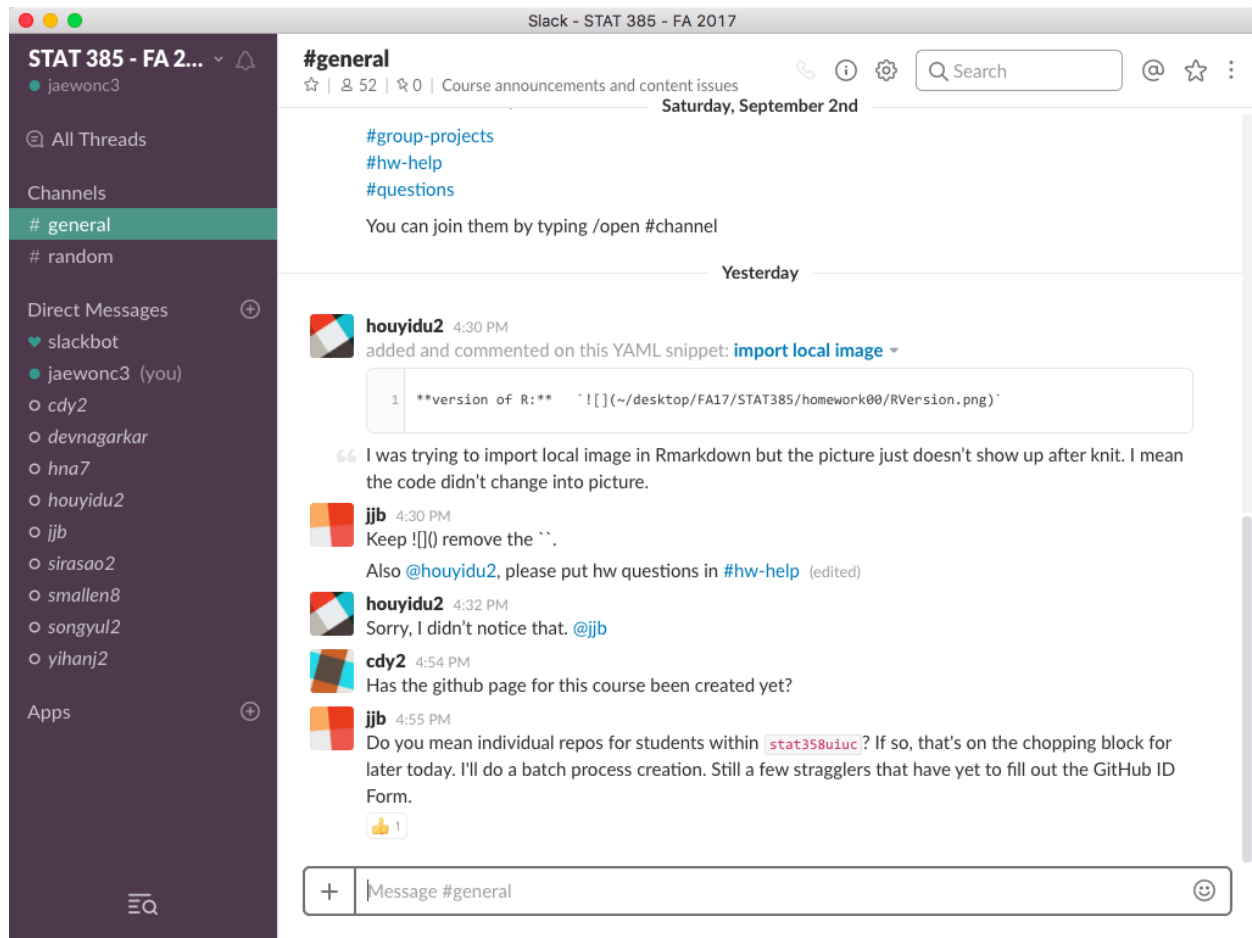 Slack - STAT 385 - FA 2017
STAT 385 - FA 2...
jaewonc3
All Threads
Channels
# general
# random
Direct Messages
slackbot
jaewonc3 (you)
cdy2
devnagarkar
hna7
houyidu2
jjb
sirasao2
smallen8
songyul2
yihanj2
Apps
#general
52 | 0 | Course announcements and content issues
Search
Saturday, September 2nd
#group-projects
#hw-help
#questions
You can join them by typing /open #channel
Yesterday
houyidu2 4:30 PM
added and commented on this YAML snippet: import local image
1 **version of R:** `![](~/desktop/FA17/STAT385/homework00/RVersion.png)`
I was trying to import local image in Rmarkdown but the picture just doesn't show up after knit. I mean
the code didn't change into picture.
jjb 4:30 PM
Keep ![]() remove the ``.
Also @houyidu2, please put hw questions in #hw-help (edited)
houyidu2 4:32 PM
Sorry, I didn't notice that. @jjb
cdy2 4:54 PM
Has the github page for this course been created yet?
jjb 4:55 PM
Do you mean individual repos for students within stat358uiuc? If so, that's on the chopping block for
later today. I'll do a batch process creation. Still a few stragglers that have yet to fill out the GitHub ID
Form.
👍 1
Message #general